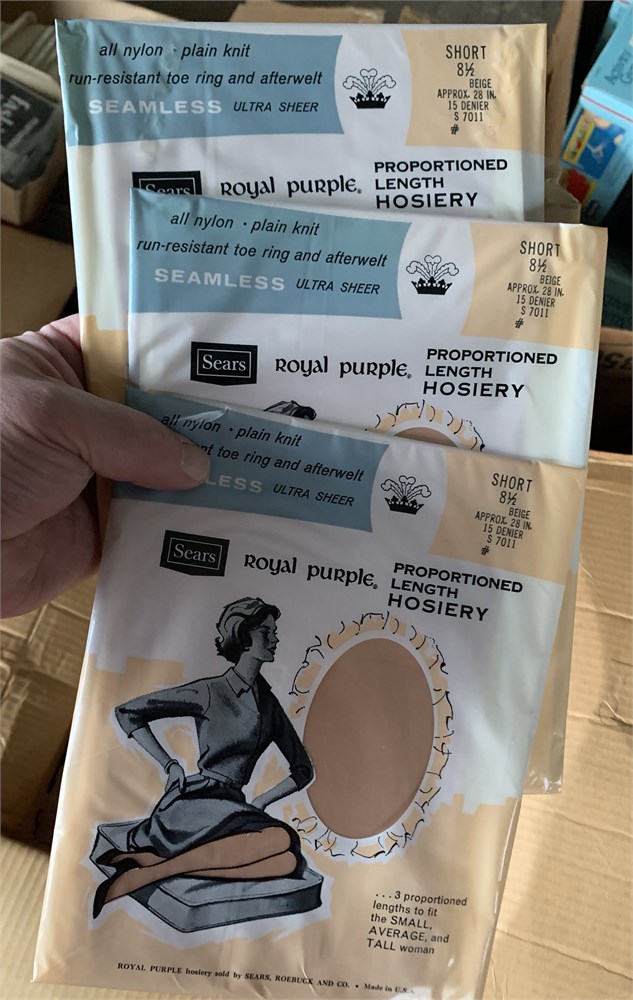 all nylon · plain knit
run-resistant toe ring and afterwelt
SEAMLESS ULTRA SHEER
SHORT
8½
BEIGE
APPROX. 28 IN.
15 DENIER
S 7011
#
Sears royal purple®
PROPORTIONED
LENGTH
HOSIERY
all nylon · plain knit
run-resistant toe ring and afterwelt
SEAMLESS ULTRA SHEER
SHORT
8½
BEIGE
APPROX. 28 IN.
15 DENIER
S 7011
#
Sears royal purple®
PROPORTIONED
LENGTH
HOSIERY
all nylon · plain knit
nt toe ring and afterwelt
LESS ULTRA SHEER
SHORT
8½
BEIGE
APPROX. 28 IN.
15 DENIER
S 7011
#
Sears royal purple®
PROPORTIONED
LENGTH
HOSIERY
...3 proportioned
lengths to fit
the SMALL,
AVERAGE, and
TALL woman
ROYAL PURPLE hosiery sold by SEARS, ROEBUCK AND CO. • Made in U.S.